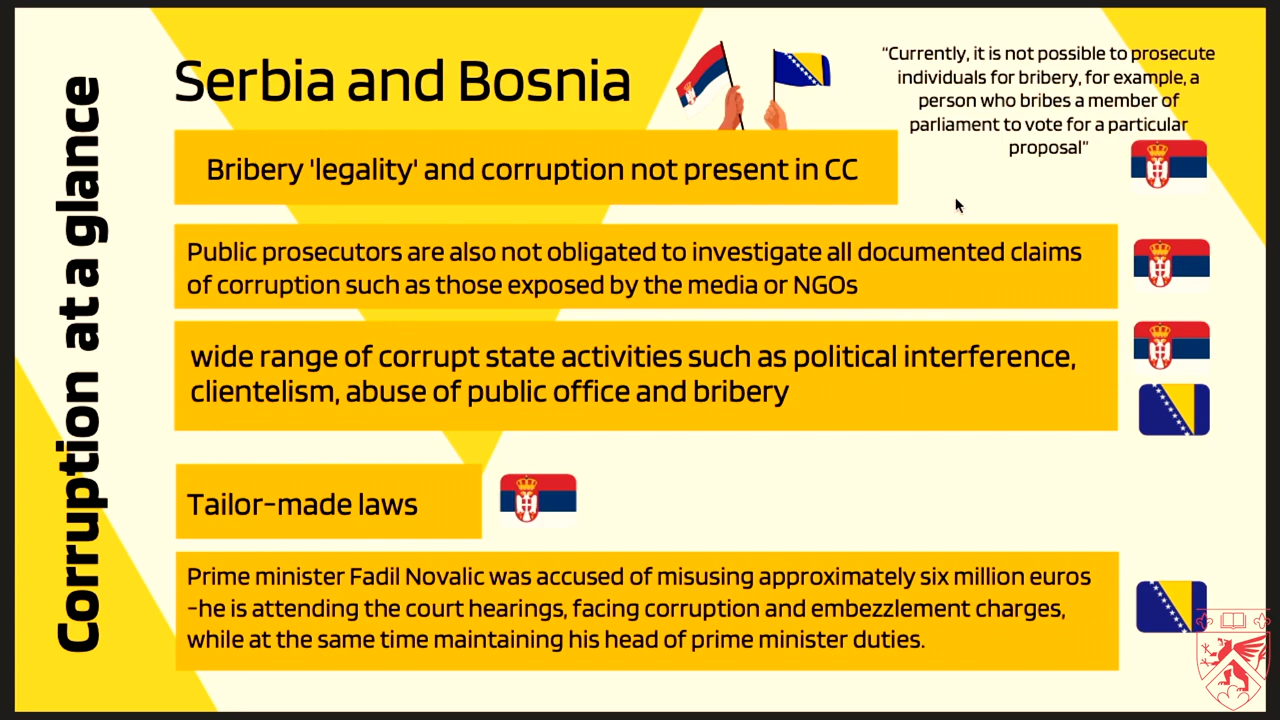 Corruption at a glance
Serbia and Bosnia
"Currently, it is not possible to prosecute
individuals for bribery, for example, a
person who bribes a member of
parliament to vote for a particular
proposal"
Bribery 'legality' and corruption not present in CC
Public prosecutors are also not obligated to investigate all documented claims
of corruption such as those exposed by the media or NGOs
wide range of corrupt state activities such as political interference,
clientelism, abuse of public office and bribery
Tailor-made laws
Prime minister Fadil Novalic was accused of misusing approximately six million euros
-he is attending the court hearings, facing corruption and embezzlement charges,
while at the same time maintaining his head of prime minister duties.